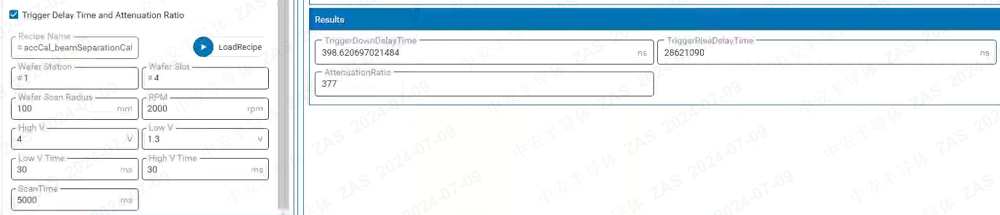 Trigger Delay Time and Attenuation Ratio
Recipe Name
# accCal_beamSeparationCal
LoadRecipe
Wafer Station
# 1
Wafer Slot
# 4
Wafer Scan Radius
100 mm
RPM
2000 rpm
High V
4 V
Low V
1.3 v
Low V Time
30 ms
High V Time
30 ms
ScanTime
5000 ms
Results
TriggerDownDelayTime
398.620697021484 ns
TriggerRiseDelayTime
28621090 ns
AttenuationRatio
377
中安半导体 ZAS 2024-07-09